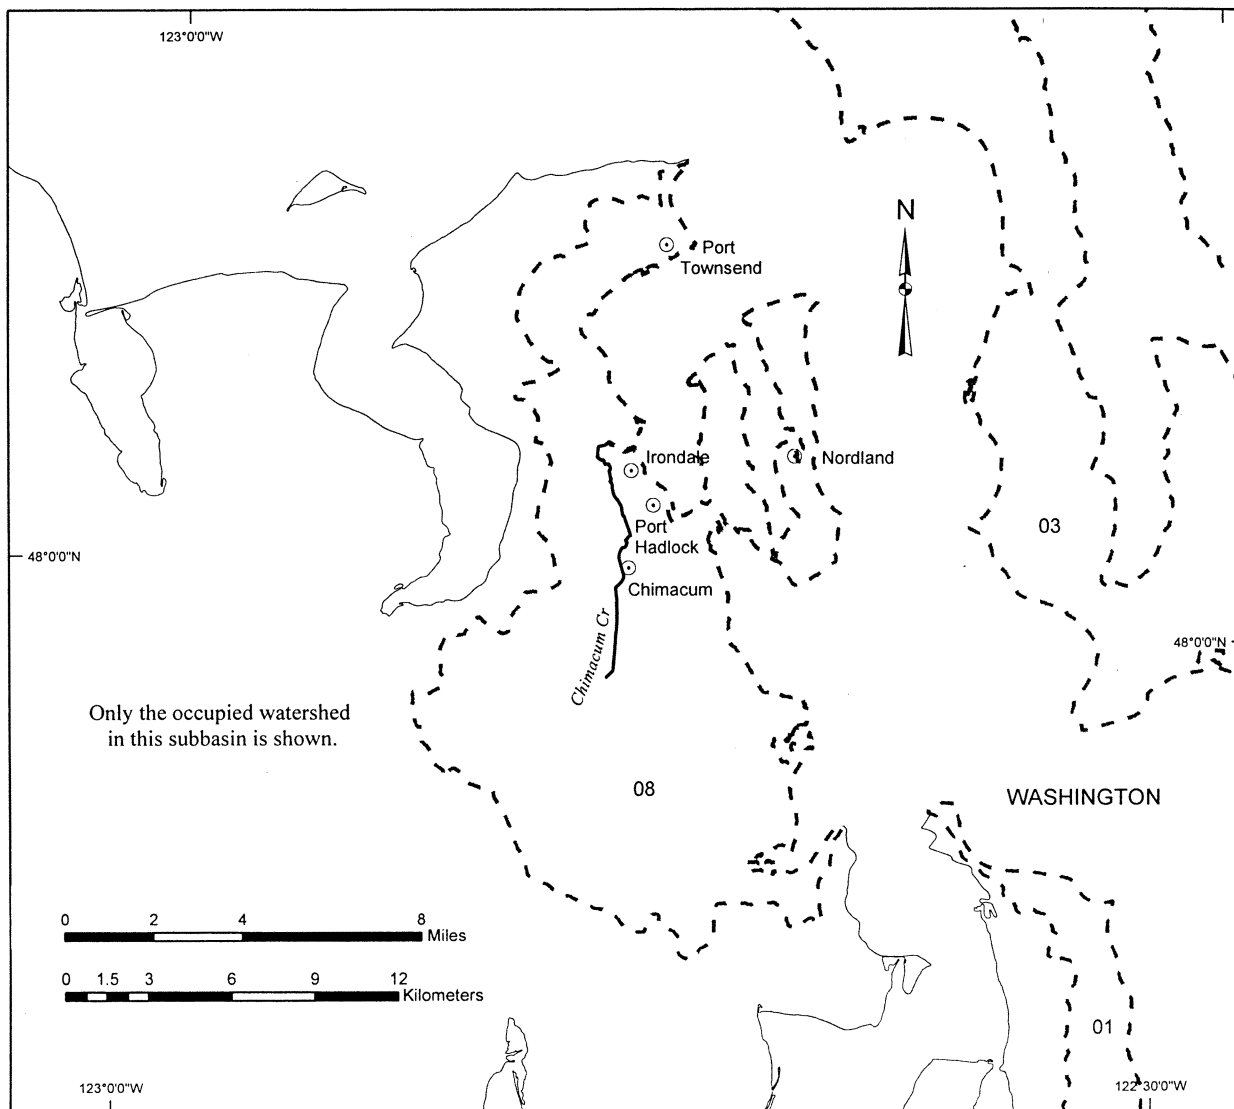 123°0'0"W
N
Port
Townsend
Irondale
Nordland
Port
Hadlock
03
48°0'0"N
Chimacum
Chimacum Cr
48°0'0"N
Only the occupied watershed
in this subbasin is shown.
08
WASHINGTON
0 2 4 8
Miles
0 1.5 3 6 9 12
Kilometers
01
123°0'0"W
122°30'0"W